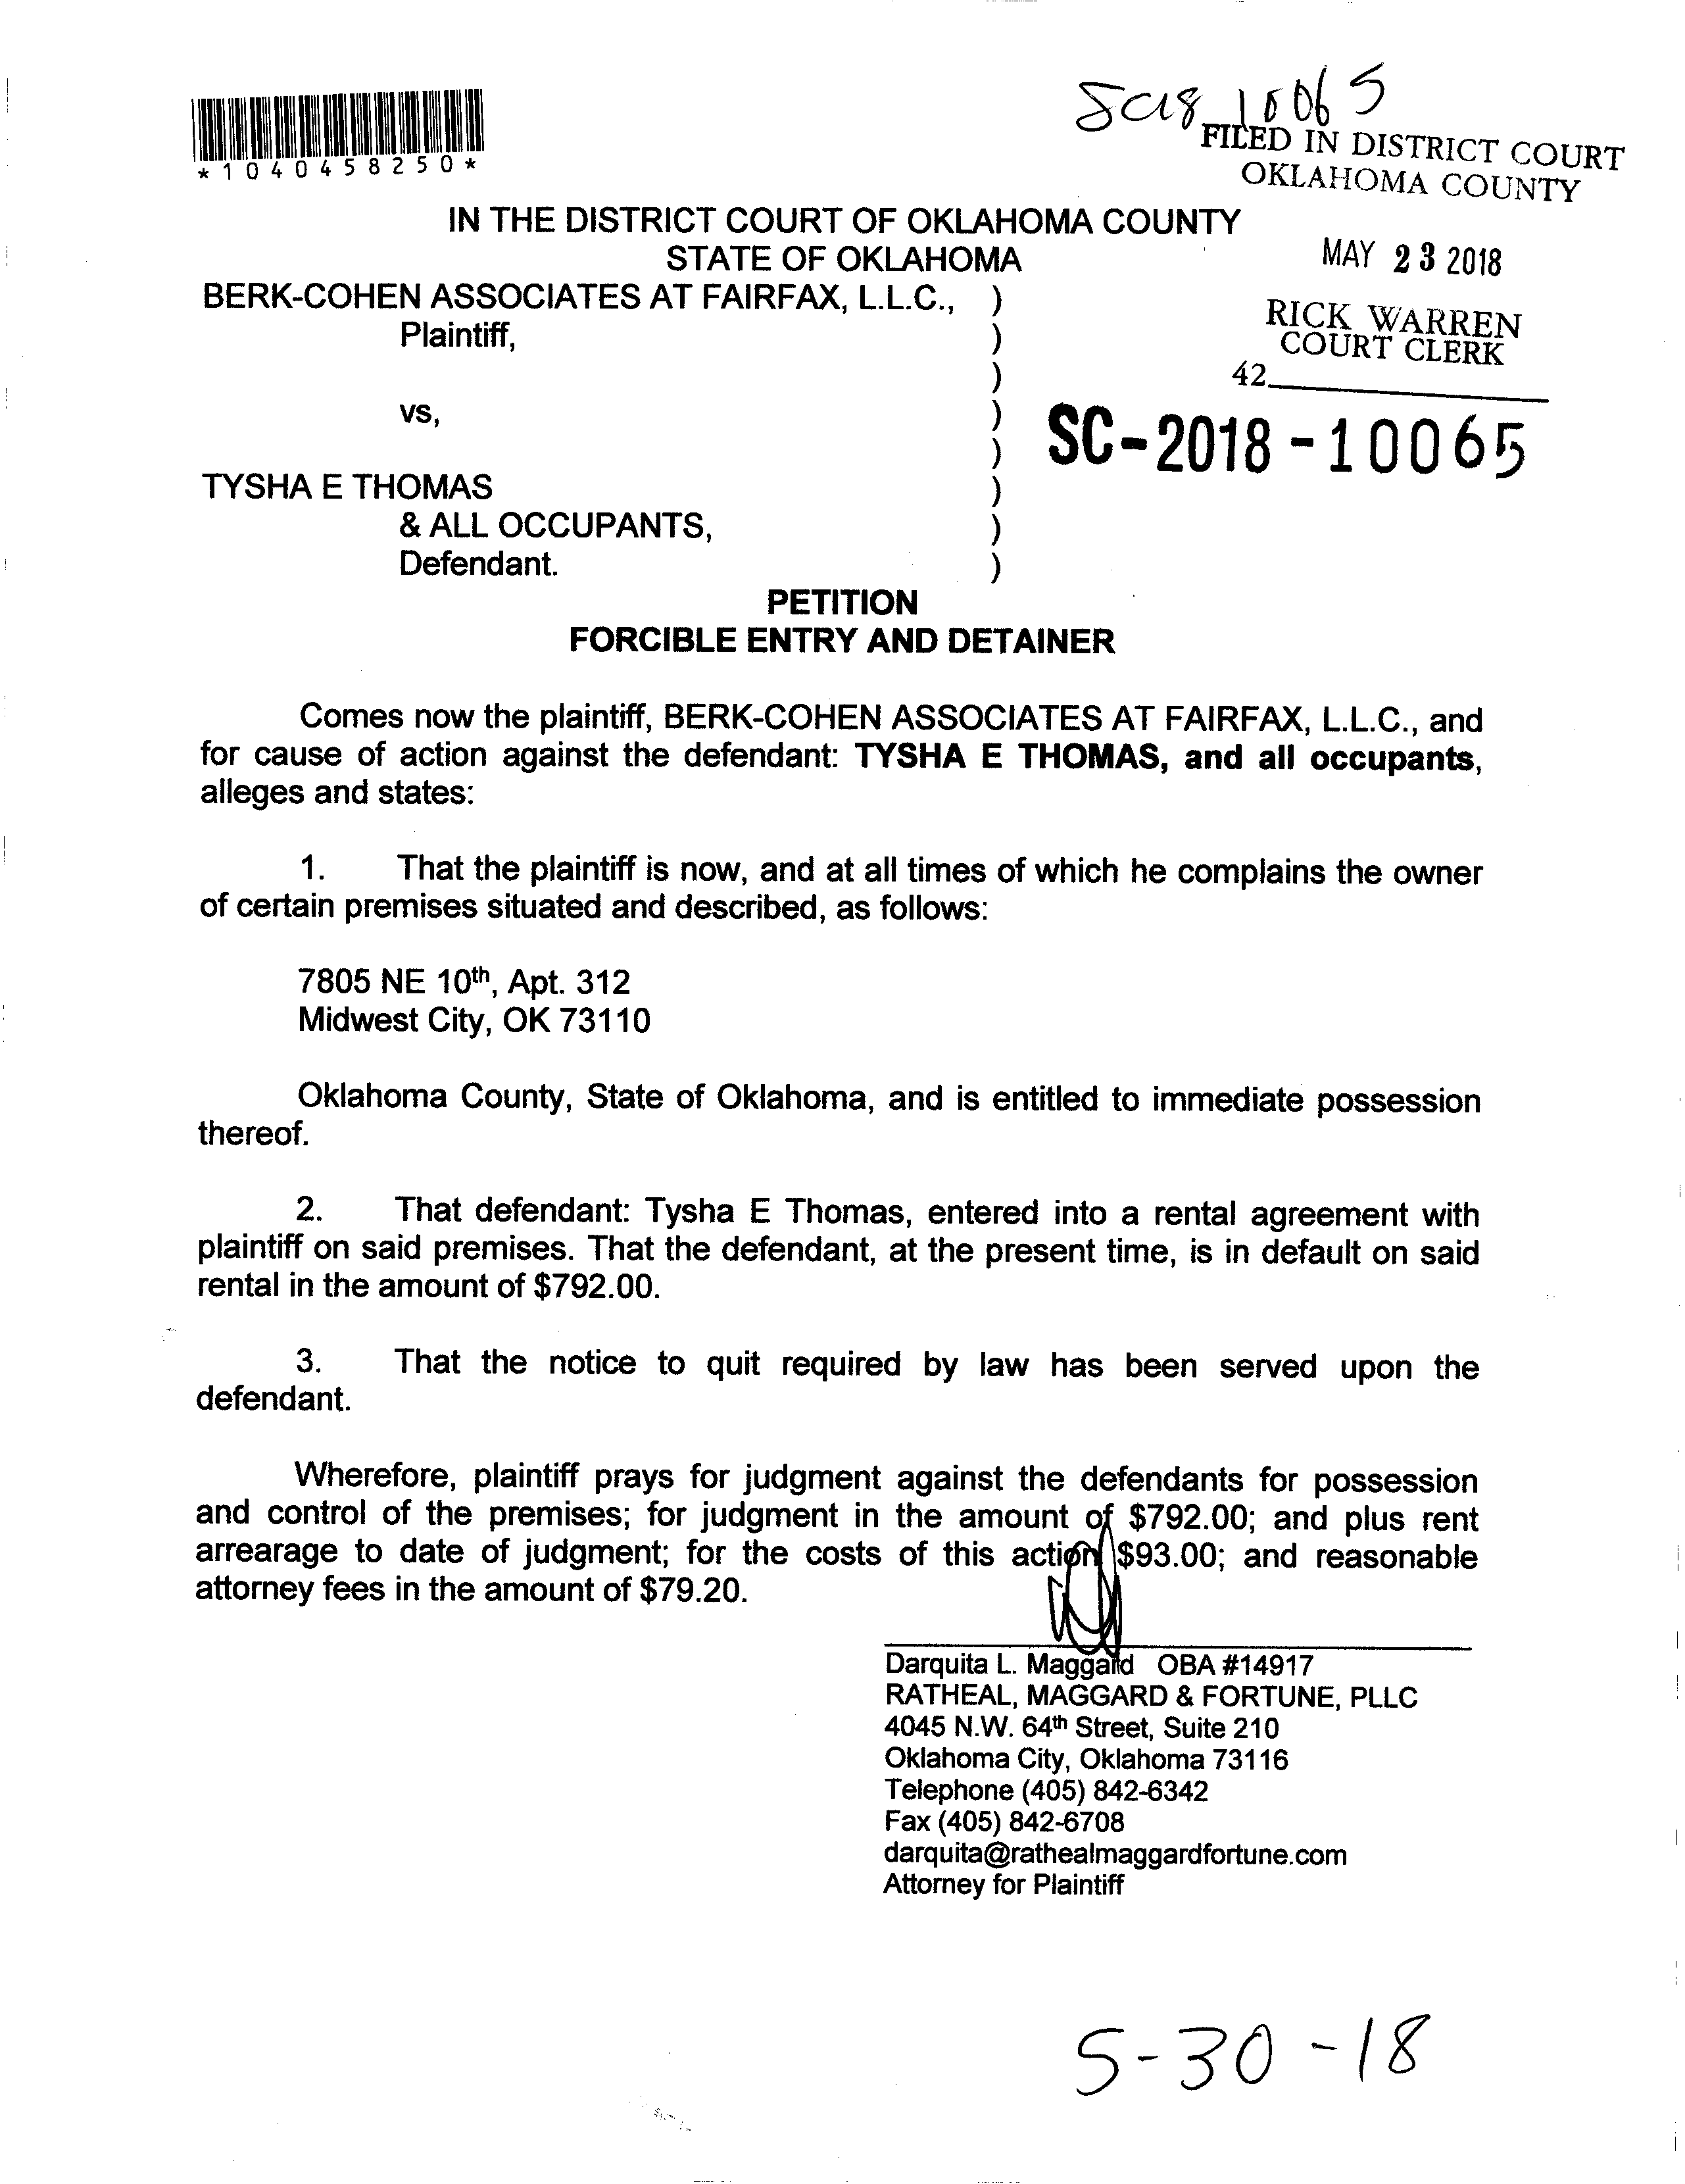 SC18 10065
*1040458250*
FILED IN DISTRICT COURT
OKLAHOMA COUNTY
IN THE DISTRICT COURT OF OKLAHOMA COUNTY
STATE OF OKLAHOMA
MAY 23 2018
BERK-COHEN ASSOCIATES AT FAIRFAX, L.L.C., )
Plaintiff, )
RICK WARREN
COURT CLERK
)
42
vs, )
)
SC-2018-10065
TYSHA E THOMAS )
& ALL OCCUPANTS, )
Defendant. )
PETITION
FORCIBLE ENTRY AND DETAINER
Comes now the plaintiff, BERK-COHEN ASSOCIATES AT FAIRFAX, L.L.C., and
for cause of action against the defendant: TYSHA E THOMAS, and all occupants,
alleges and states:
1. That the plaintiff is now, and at all times of which he complains the owner
of certain premises situated and described, as follows:
7805 NE 10th, Apt. 312
Midwest City, OK 73110
Oklahoma County, State of Oklahoma, and is entitled to immediate possession
thereof.
2. That defendant: Tysha E Thomas, entered into a rental agreement with
plaintiff on said premises. That the defendant, at the present time, is in default on said
rental in the amount of $792.00.
3. That the notice to quit required by law has been served upon the
defendant.
Wherefore, plaintiff prays for judgment against the defendants for possession
and control of the premises; for judgment in the amount of $792.00; and plus rent
arrearage to date of judgment; for the costs of this action $93.00; and reasonable
attorney fees in the amount of $79.20.
Darquita L. Maggard OBA #14917
RATHEAL, MAGGARD & FORTUNE, PLLC
4045 N.W. 64th Street, Suite 210
Oklahoma City, Oklahoma 73116
Telephone (405) 842-6342
Fax (405) 842-6708
darquita@rathealmaggardfortune.com
Attorney for Plaintiff
5-30-18